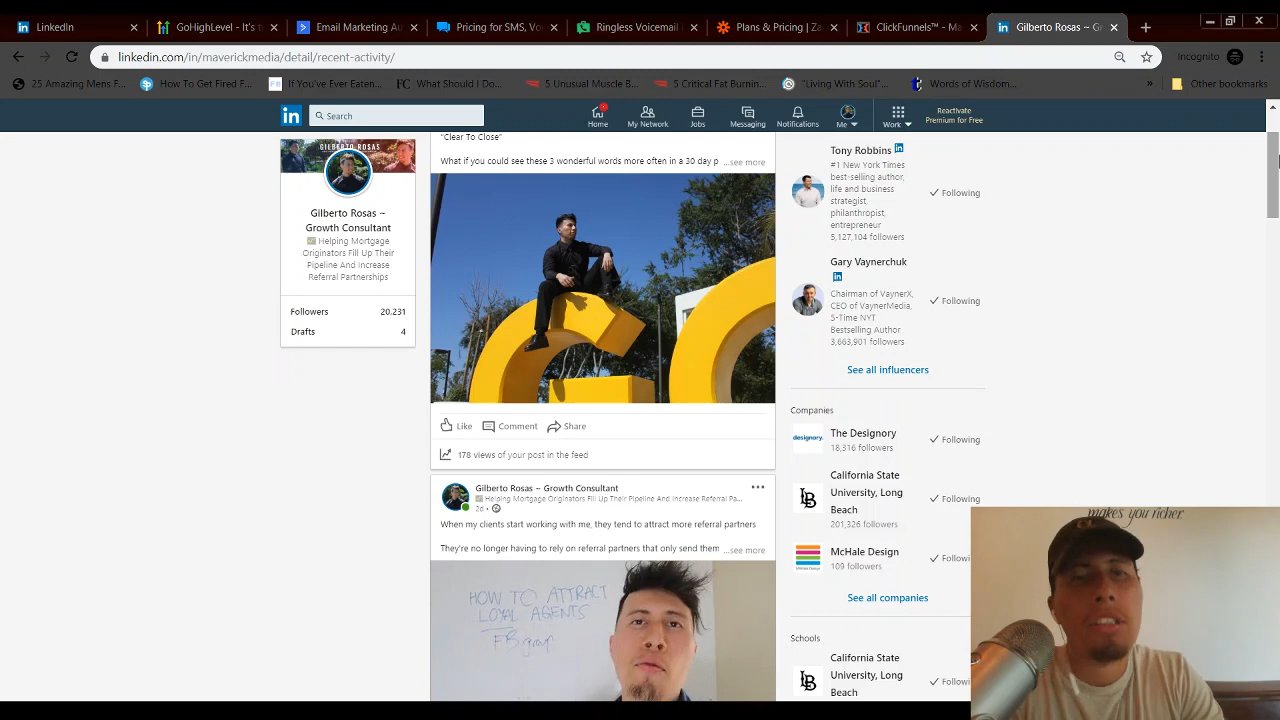 LinkedIn
GoHighLevel - It's t
Email Marketing Au
Pricing for SMS, Vo
Ringless Voicemail
Plans & Pricing | Za
ClickFunnels™ - Ma
Gilberto Rosas ~ Gr
linkedin.com/in/maverickmedia/detail/recent-activity/
Incognito
25 Amazing Mens F...
How To Get Fired F...
If You've Ever Eaten...
What Should I Do...
5 Unusual Muscle B...
5 Critical Fat Burnin...
"Living With Soul"...
Words of Wisdom...
Other bookmarks
in
Search
Home
My Network
Jobs
Messaging
Notifications
Me
Work
Reactivate
Premium for Free
GILBERTO ROSAS
Gilberto Rosas ~
Growth Consultant
Helping Mortgage
Originators Fill Up Their
Pipeline And Increase
Referral Partnerships
Followers 20,231
Drafts 4
"Clear To Close"
What if you could see these 3 wonderful words more often in a 30 day p ...see more
Like
Comment
Share
178 views of your post in the feed
Gilberto Rosas ~ Growth Consultant
Helping Mortgage Originators Fill Up Their Pipeline And Increase Referral Pa...
2d •
When my clients start working with me, they tend to attract more referral partners
They're no longer having to rely on referral partners that only send them ...see more
HOW TO ATTRACT
LOYAL AGENTS
FB group
Tony Robbins
#1 New York Times
best-selling author,
life and business
strategist,
philanthropist,
entrepreneur
5,127,104 followers
Following
Gary Vaynerchuk
Chairman of VaynerX,
CEO of VaynerMedia,
5-Time NYT
Bestselling Author
3,663,901 followers
Following
See all influencers
Companies
designory.
The Designory
18,316 followers
Following
California State
University, Long
Beach
201,326 followers
Following
McHale Design
109 followers
Followi
See all companies
Schools
California State
University, Long
Beach
Followi
makes you richer.